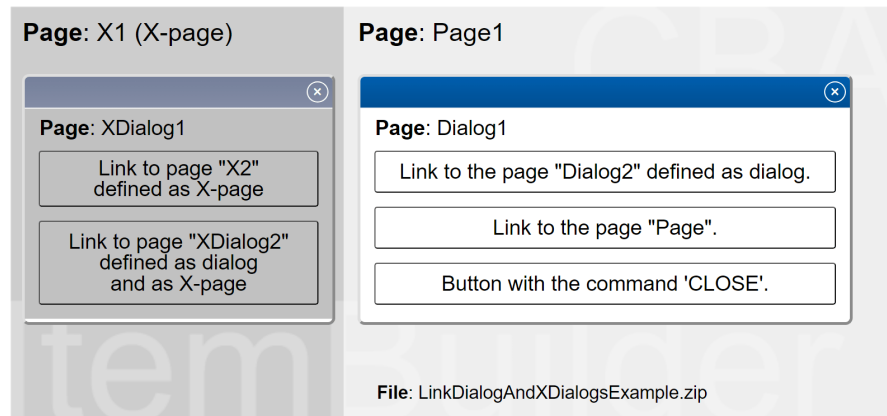 Page: X1 (X-page)
Page: XDialog1
Link to page "X2"
defined as X-page
Link to page "XDialog2"
defined as dialog
and as X-page
Page: Page1
Page: Dialog1
Link to the page "Dialog2" defined as dialog.
Link to the page "Page".
Button with the command 'CLOSE'.
File: LinkDialogAndXDialogsExample.zip
CBA
temBuilder